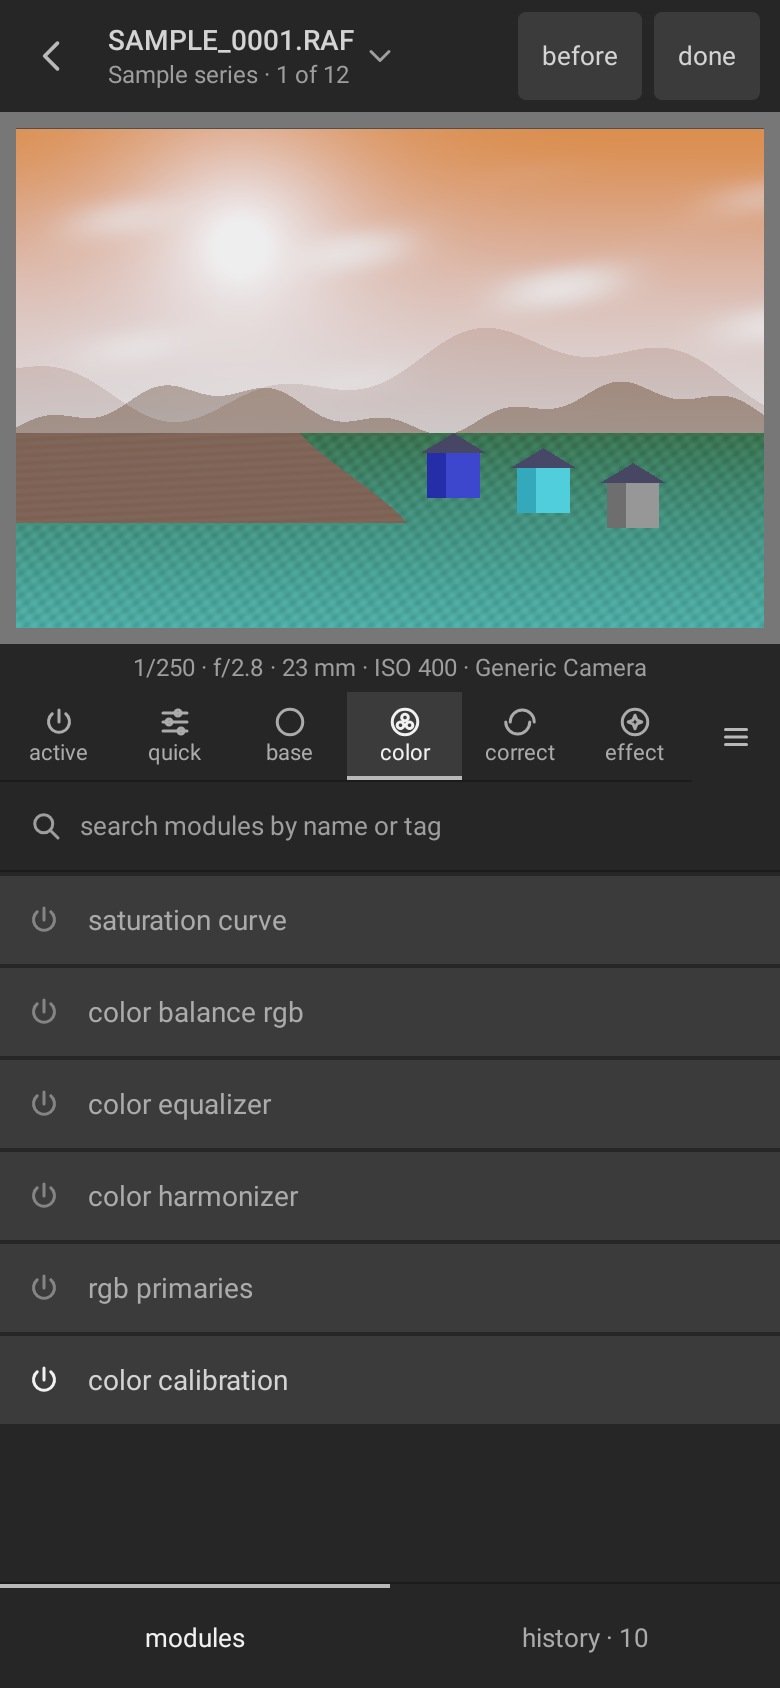 SAMPLE_0001.RAF
Sample series · 1 of 12
before
done
1/250 · f/2.8 · 23 mm · ISO 400 · Generic Camera
active
quick
base
color
correct
effect
search modules by name or tag
saturation curve
color balance rgb
color equalizer
color harmonizer
rgb primaries
color calibration
modules
history · 10